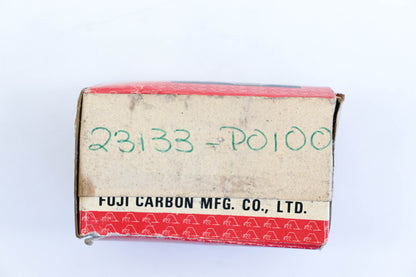 23133-P0100
FUJI CARBON MFG. CO., LTD.